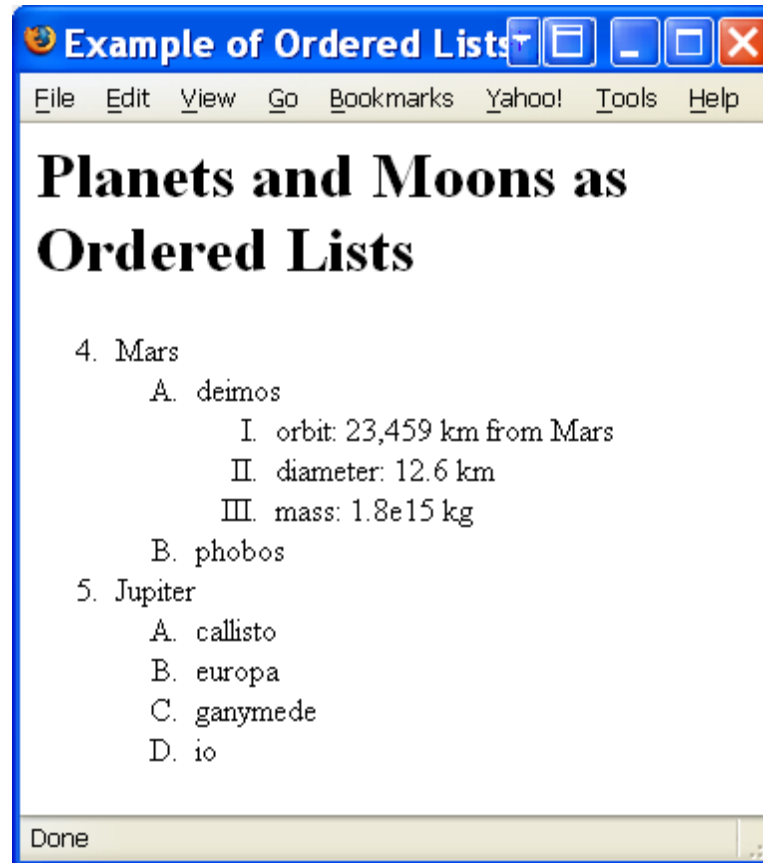 Example of Ordered Lists
File Edit View Go Bookmarks Yahoo! Tools Help
Planets and Moons as
Ordered Lists
4. Mars
A. deimos
I. orbit: 23,459 km from Mars
II. diameter: 12.6 km
III. mass: 1.8e15 kg
B. phobos
5. Jupiter
A. callisto
B. europa
C. ganymede
D. io
Done